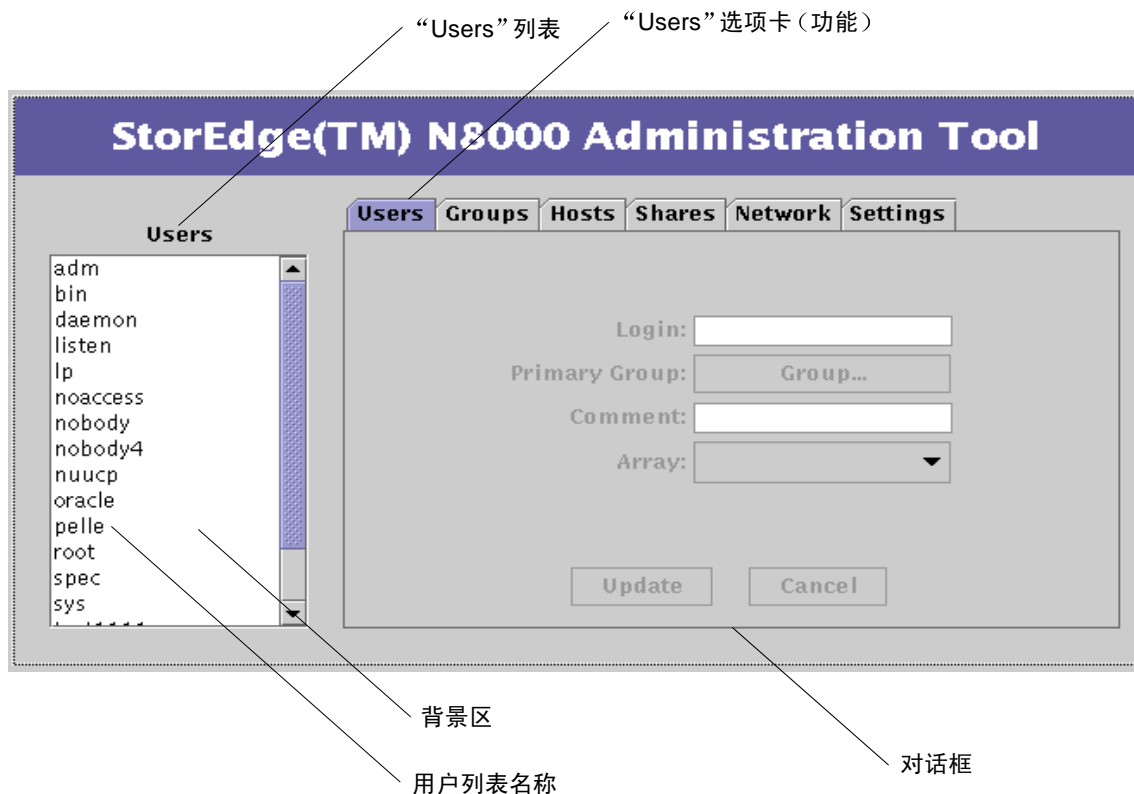 “Users”列表
“Users”选项卡（功能）
StorEdge(TM) N8000 Administration Tool
Users
Users Groups Hosts Shares Network Settings
adm
bin
daemon
listen
lp
noaccess
nobody
nobody4
nuucp
oracle
pelle
root
spec
sys
Login:
Primary Group: Group...
Comment:
Array:
Update Cancel
背景区
用户列表名称
对话框